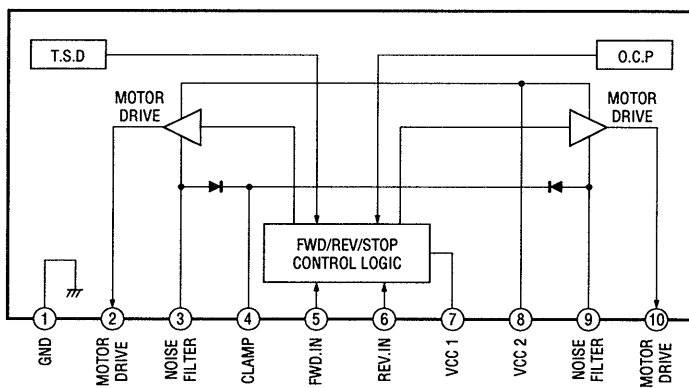 T.S.D
O.C.P
MOTOR
DRIVE
MOTOR
DRIVE
FWD/REV/STOP
CONTROL LOGIC
1
2
3
4
5
6
7
8
9
10
GND
MOTOR
DRIVE
NOISE
FILTER
CLAMP
FWD.IN
REV.IN
VCC 1
VCC 2
NOISE
FILTER
MOTOR
DRIVE